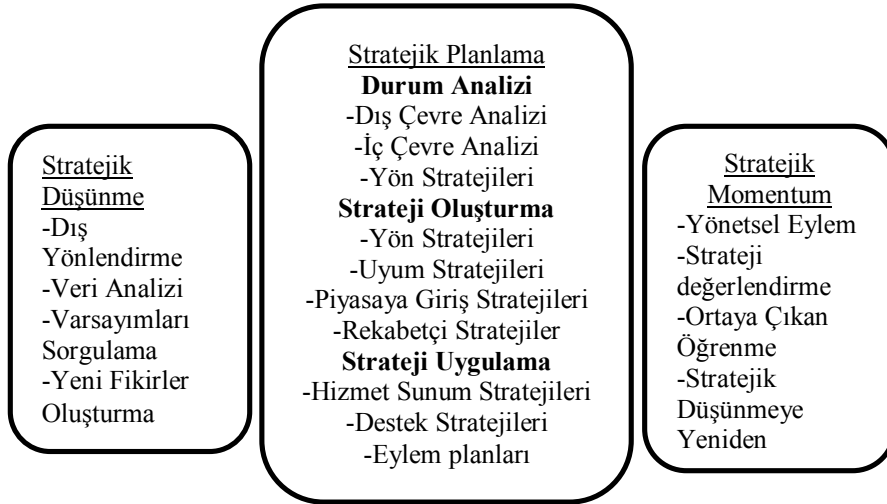 Stratejik
Düşünme
-Dış
Yönlendirme
-Veri Analizi
-Varsayımları
Sorgulama
-Yeni Fikirler
Oluşturma
Stratejik Planlama
Durum Analizi
-Dış Çevre Analizi
-İç Çevre Analizi
-Yön Stratejileri
Strateji Oluşturma
-Yön Stratejileri
-Uyum Stratejileri
-Piyasaya Giriş Stratejileri
-Rekabetçi Stratejiler
Strateji Uygulama
-Hizmet Sunum Stratejileri
-Destek Stratejileri
-Eylem planları
Stratejik
Momentum
-Yönetsel Eylem
-Strateji
değerlendirme
-Ortaya Çıkan
Öğrenme
-Stratejik
Düşünmeye
Yeniden